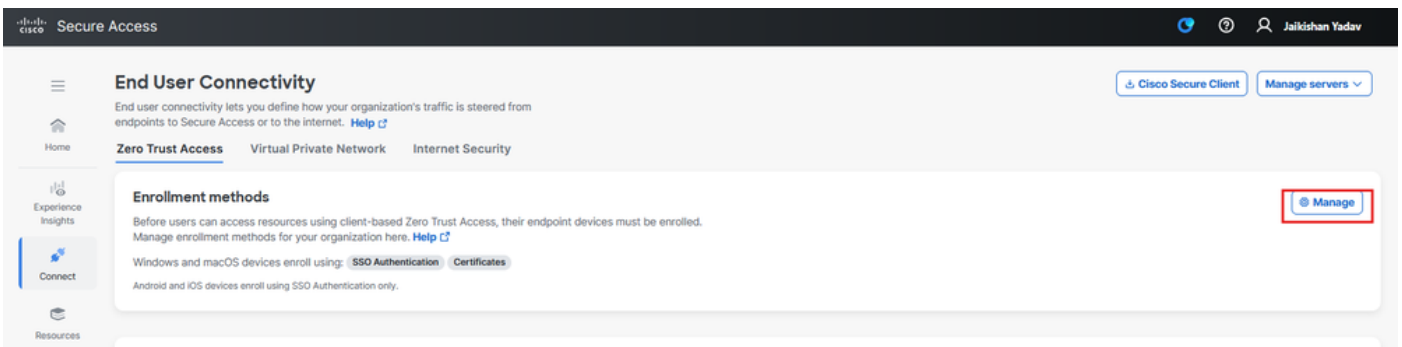 cisco Secure Access
Jaikishan Yadav
End User Connectivity
Cisco Secure Client
Manage servers
End user connectivity lets you define how your organization's traffic is steered from
endpoints to Secure Access or to the internet. Help
Home
Zero Trust Access Virtual Private Network Internet Security
Experience
Insights
Enrollment methods
Manage
Before users can access resources using client-based Zero Trust Access, their endpoint devices must be enrolled.
Manage enrollment methods for your organization here. Help
Windows and macOS devices enroll using: SSO Authentication Certificates
Connect
Android and iOS devices enroll using SSO Authentication only.
Resources